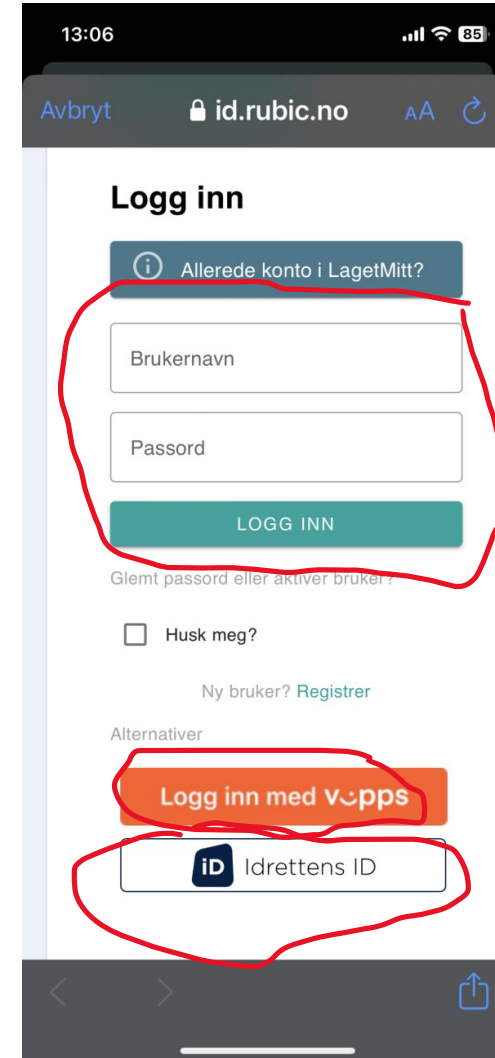 13:06 85
Avbryt id.rubic.no AA
Logg inn
Allerede konto i LagetMitt?
Brukernavn
Passord
LOGG INN
Glemt passord eller aktiver bruker?
Husk meg?
Ny bruker? Registrer
Alternativer
Logg inn med vipps
iD Idrettens ID